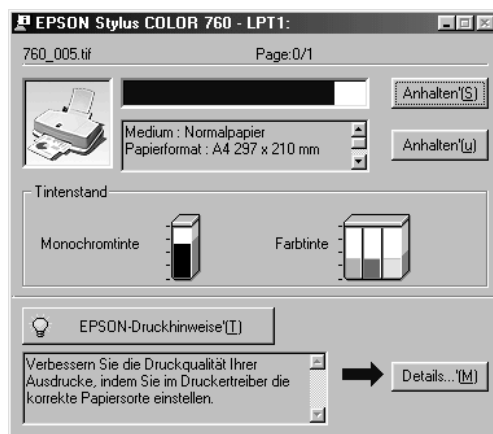 EPSON Stylus COLOR 760 - LPT1:
760_005.tif
Page:0/1
Anhalten'(S)
Medium : Normalpapier
Papierformat : A4 297 x 210 mm
Anhalten'(u)
Tintenstand
Monochromtinte
Farbtinte
EPSON-Druckhinweise'(T)
Verbessern Sie die Druckqualität Ihrer
Ausdrucke, indem Sie im Druckertreiber die
korrekte Papiersorte einstellen.
Details...'(M)